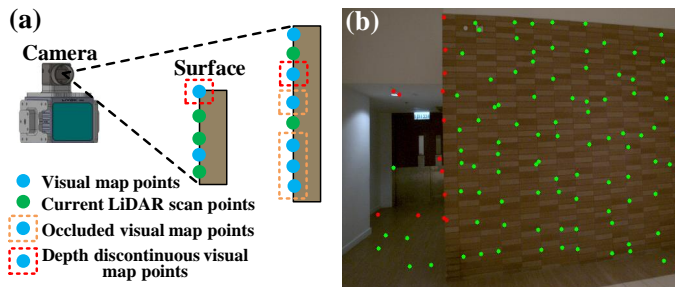 (a)
(b)
Camera
Surface
Visual map points
Current LiDAR scan points
Occluded visual map points
Depth discontinuous visual
map points